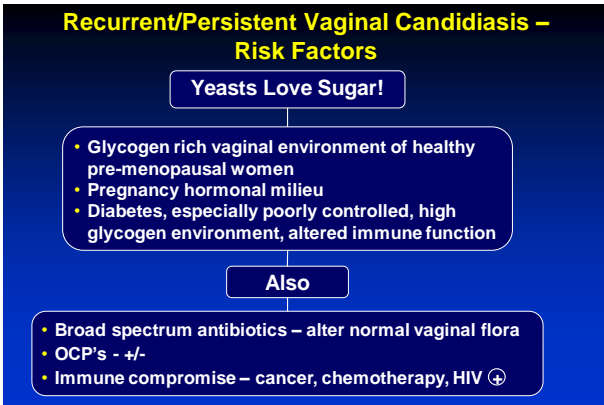 Recurrent/Persistent Vaginal Candidiasis –
Risk Factors
Yeasts Love Sugar!
• Glycogen rich vaginal environment of healthy
pre-menopausal women
• Pregnancy hormonal milieu
• Diabetes, especially poorly controlled, high
glycogen environment, altered immune function
Also
• Broad spectrum antibiotics – alter normal vaginal flora
• OCP's - +/-
• Immune compromise – cancer, chemotherapy, HIV ⊕